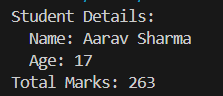 Student Details:
  Name: Aarav Sharma
  Age: 17
Total Marks: 263